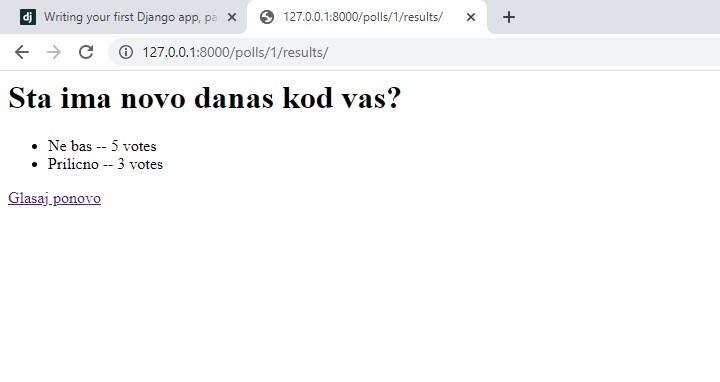 dj Writing your first Django app, pa
127.0.0.1:8000/polls/1/results/
127.0.0.1:8000/polls/1/results/
Sta ima novo danas kod vas?
Ne bas -- 5 votes
Prilicno -- 3 votes
Glasaj ponovo